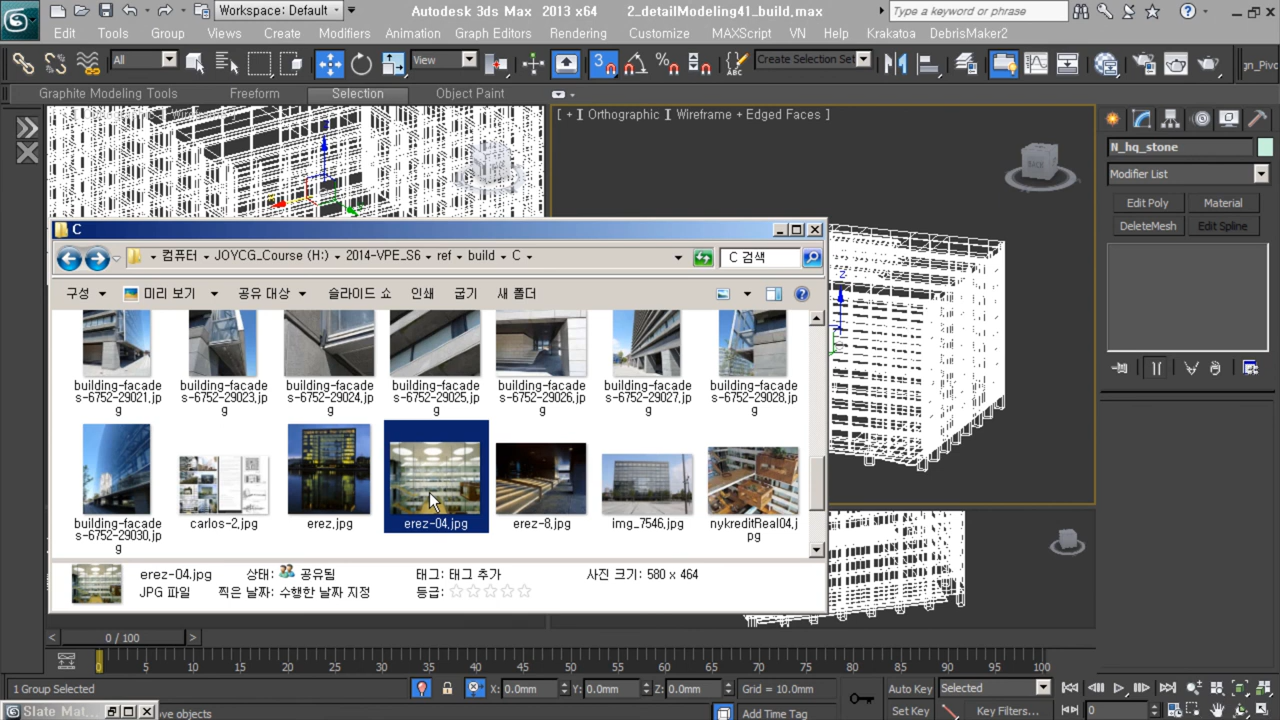 Workspace: Default
Autodesk 3ds Max 2013 x64 2_detailModeling41_build.max
Type a keyword or phrase
Edit Tools Group Views Create Modifiers Animation Graph Editors Rendering Customize MAXScript VN Help Krakatoa DebrisMaker2
All
View
3
Create Selection Set
gn_Pivo
Graphite Modeling Tools Freeform Selection Object Paint
[ + ] Orthographic ] Wireframe + Edged Faces ]
BACK
N_hq_stone
Modifier List
Edit Poly Material
DeleteMesh Edit Spline
C
컴퓨터 JOYCG_Course (H:) 2014-VPE_S6 ref build C
C 검색
구성 미리 보기 공유 대상 슬라이드 쇼 인쇄 굽기 새 폴더
building-facades-6752-29021.jpg
building-facades-6752-29023.jpg
building-facades-6752-29024.jpg
building-facades-6752-29025.jpg
building-facades-6752-29026.jpg
building-facades-6752-29027.jpg
building-facades-6752-29028.jpg
building-facades-6752-29030.jpg
carlos-2.jpg
erez.jpg
erez-04.jpg
erez-8.jpg
img_7546.jpg
nykreditReal04.jpg
erez-04.jpg 상태: 공유됨 태그: 태그 추가 사진 크기: 580 x 464
JPG 파일 찍은 날짜: 수행한 날짜 지정 등급:
0 / 100
0 5 10 15 20 25 30 35 40 45 50 55 60 65 70 75 80 85 90 95 100
1 Group Selected X: 0.0mm Y: 0.0mm Z: 0.0mm Grid = 10.0mm Auto Key Selected
Slate Mat... ove objects Add Time Tag Set Key Key Filters... 0